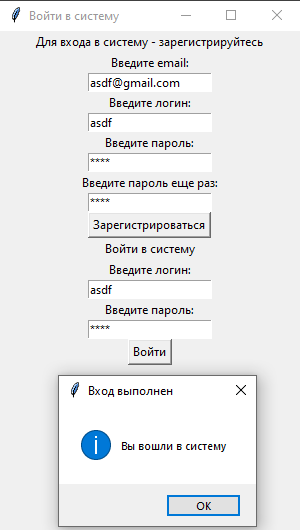 Войти в систему
Для входа в систему - зарегистрируйтесь
Введите email:
asdf@gmail.com
Введите логин:
asdf
Введите пароль:
****
Введите пароль еще раз:
****
Зарегистрироваться
Войти в систему
Введите логин:
asdf
Введите пароль:
****
Войти
Вход выполнен
Вы вошли в систему
OK